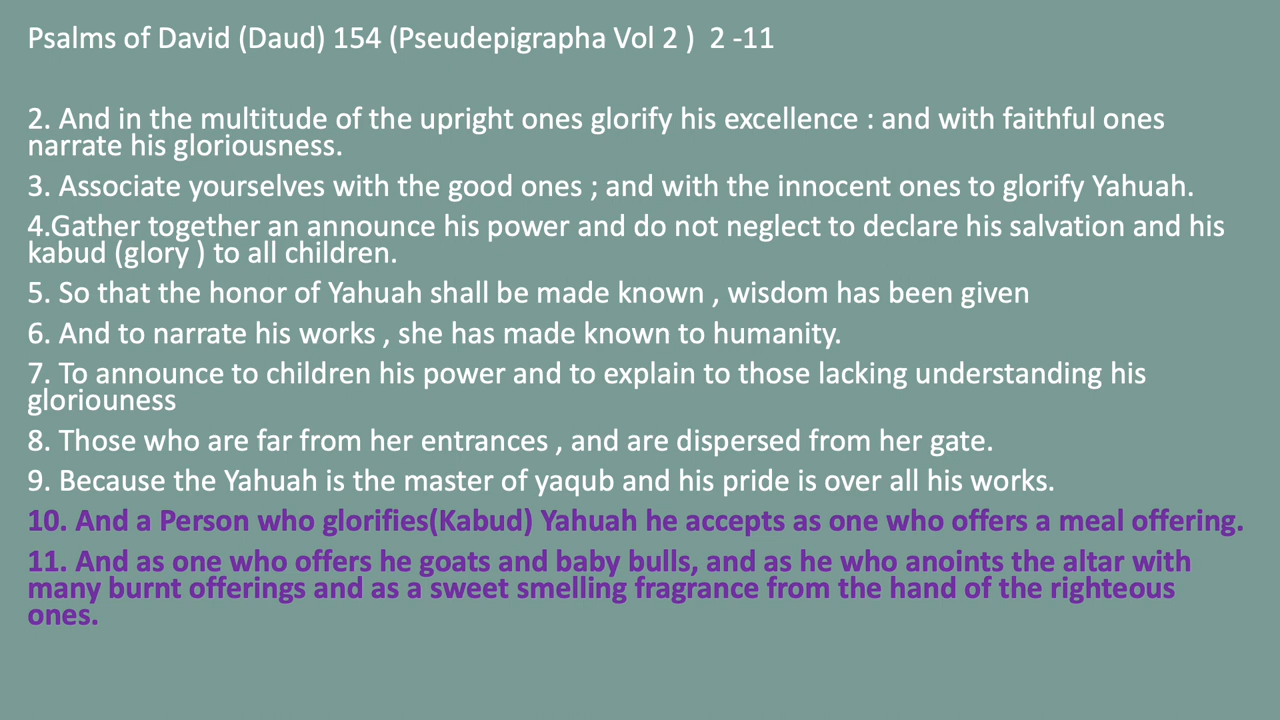 Psalms of David (Daud) 154 (Pseudepigrapha Vol 2 )  2 -11
2. And in the multitude of the upright ones glorify his excellence : and with faithful ones
narrate his gloriousness.
3. Associate yourselves with the good ones ; and with the innocent ones to glorify Yahuah.
4.Gather together an announce his power and do not neglect to declare his salvation and his
kabud (glory ) to all children.
5. So that the honor of Yahuah shall be made known , wisdom has been given
6. And to narrate his works , she has made known to humanity.
7. To announce to children his power and to explain to those lacking understanding his
gloriouness
8. Those who are far from her entrances , and are dispersed from her gate.
9. Because the Yahuah is the master of yaqub and his pride is over all his works.
10. And a Person who glorifies(Kabud) Yahuah he accepts as one who offers a meal offering.
11. And as one who offers he goats and baby bulls, and as he who anoints the altar with
many burnt offerings and as a sweet smelling fragrance from the hand of the righteous
ones.